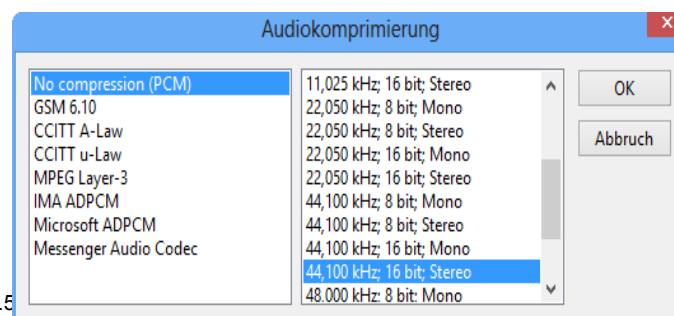 Audiokomprimierung
x
No compression (PCM)
GSM 6.10
CCITT A-Law
CCITT u-Law
MPEG Layer-3
IMA ADPCM
Microsoft ADPCM
Messenger Audio Codec
11,025 kHz; 16 bit; Stereo
22,050 kHz; 8 bit; Mono
22,050 kHz; 8 bit; Stereo
22,050 kHz; 16 bit; Mono
22,050 kHz; 16 bit; Stereo
44,100 kHz; 8 bit; Mono
44,100 kHz; 8 bit; Stereo
44,100 kHz; 16 bit; Mono
44,100 kHz; 16 bit; Stereo
48.000 kHz: 8 bit: Mono
OK
Abbruch
.5